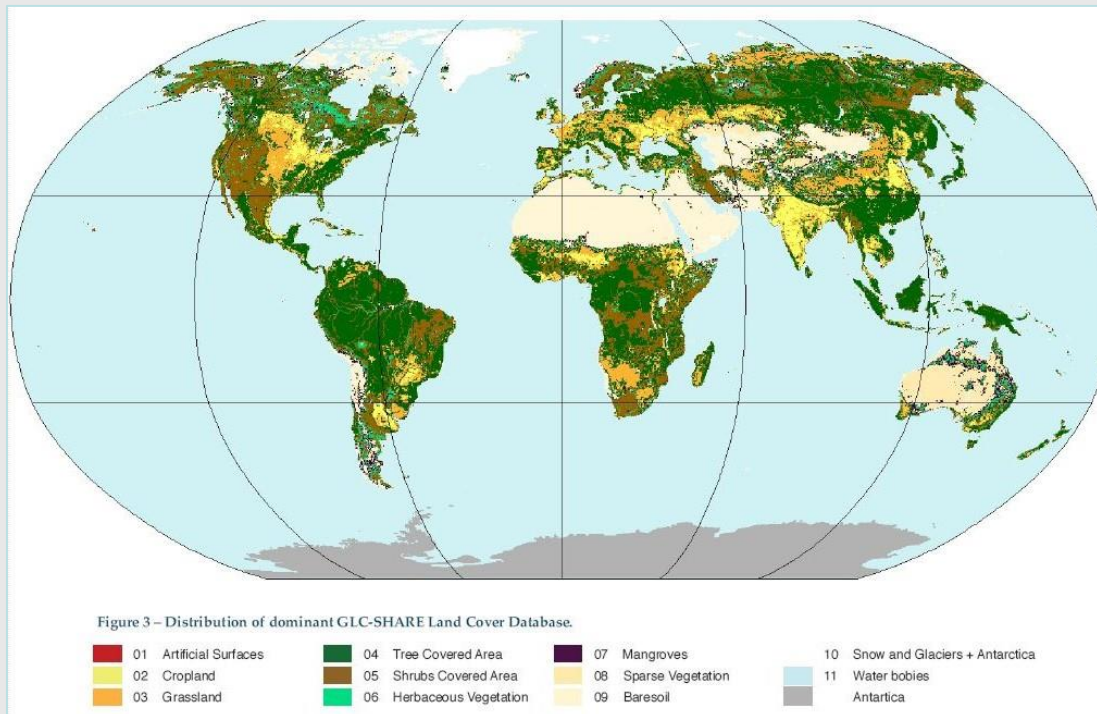 Figure 3 – Distribution of dominant GLC-SHARE Land Cover Database.
01 Artificial Surfaces
02 Cropland
03 Grassland
04 Tree Covered Area
05 Shrubs Covered Area
06 Herbaceous Vegetation
07 Mangroves
08 Sparse Vegetation
09 Baresoil
10 Snow and Glaciers + Antarctica
11 Water bobies
Antartica